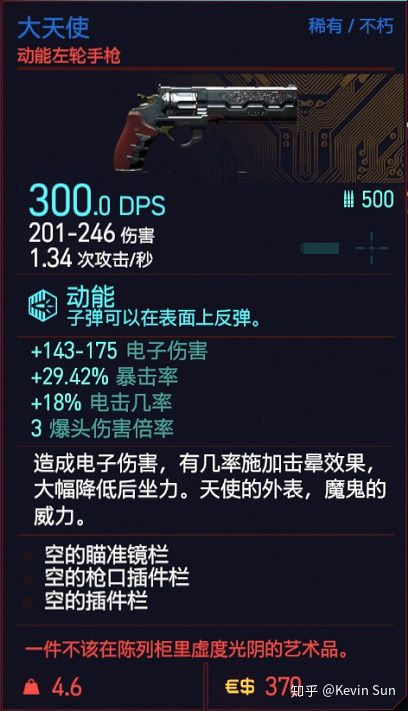 大天使
稀有 / 不朽
动能左轮手枪
300.0 DPS
500
201-246 伤害
1.34 次攻击/秒
动能
子弹可以在表面上反弹。
+143-175 电子伤害
+29.42% 暴击率
+18% 电击几率
3 爆头伤害倍率
造成电子伤害，有几率施加击晕效果，
大幅降低后坐力。天使的外表，魔鬼的
威力。
空的瞄准镜栏
空的枪口插件栏
空的插件栏
一件不该在陈列柜里虚度光阴的艺术品。
4.6
€$ 379
知乎 @Kevin Sun